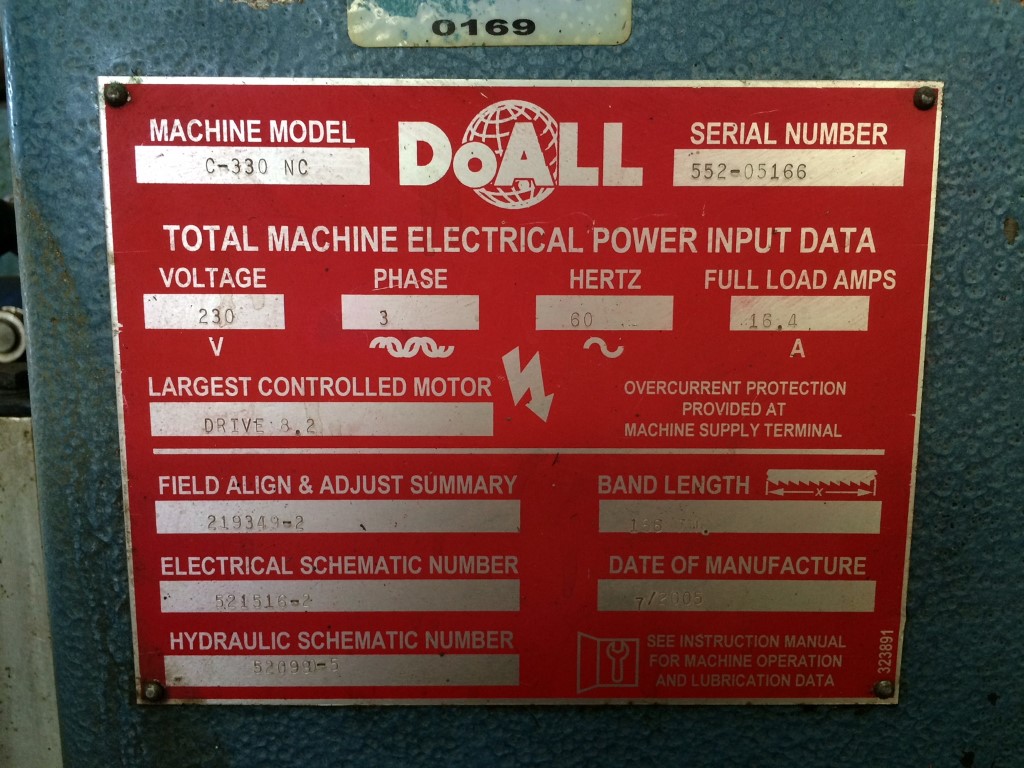 0169
MACHINE MODEL
C-330 NC
DOALL
SERIAL NUMBER
552-05166
TOTAL MACHINE ELECTRICAL POWER INPUT DATA
VOLTAGE PHASE HERTZ FULL LOAD AMPS
230 3 60 16.4
V A
LARGEST CONTROLLED MOTOR
DRIVE 8.2
OVERCURRENT PROTECTION
PROVIDED AT
MACHINE SUPPLY TERMINAL
FIELD ALIGN & ADJUST SUMMARY
219349-2
BAND LENGTH
X
ELECTRICAL SCHEMATIC NUMBER
521516-2
DATE OF MANUFACTURE
7/2005
HYDRAULIC SCHEMATIC NUMBER
SEE INSTRUCTION MANUAL
FOR MACHINE OPERATION
AND LUBRICATION DATA
323891